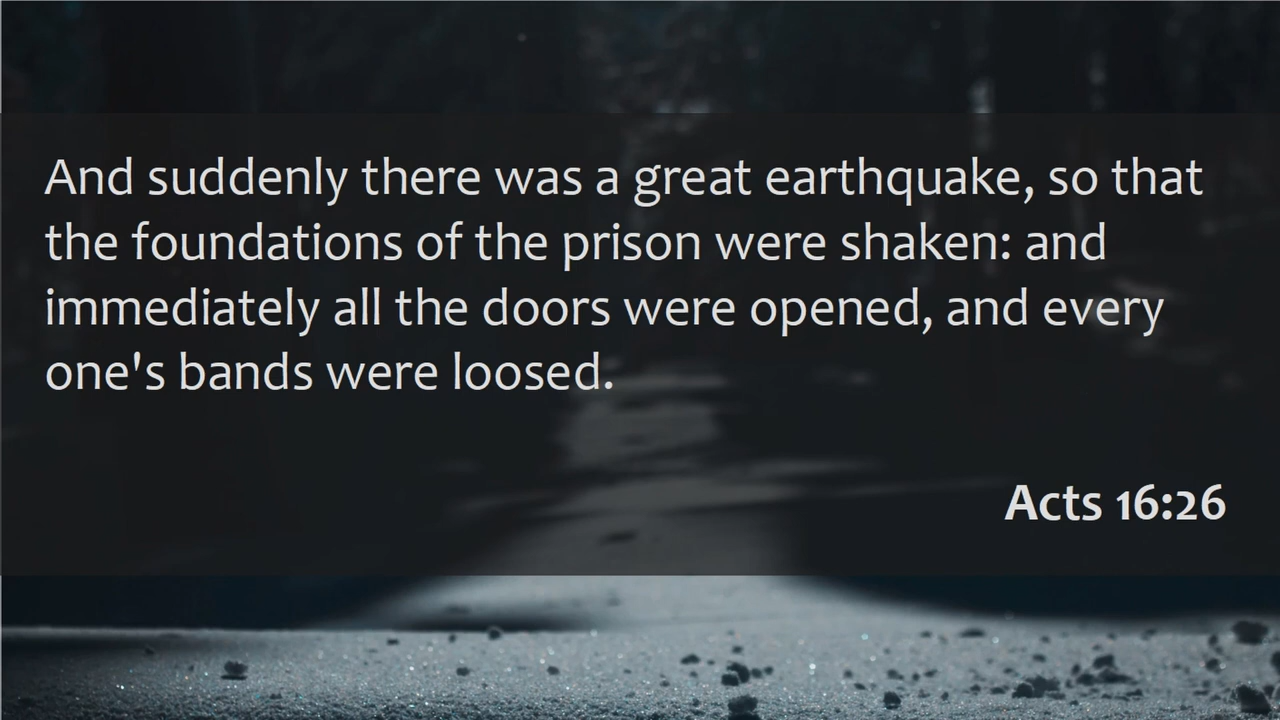 And suddenly there was a great earthquake, so that
the foundations of the prison were shaken: and
immediately all the doors were opened, and every
one's bands were loosed.
Acts 16:26